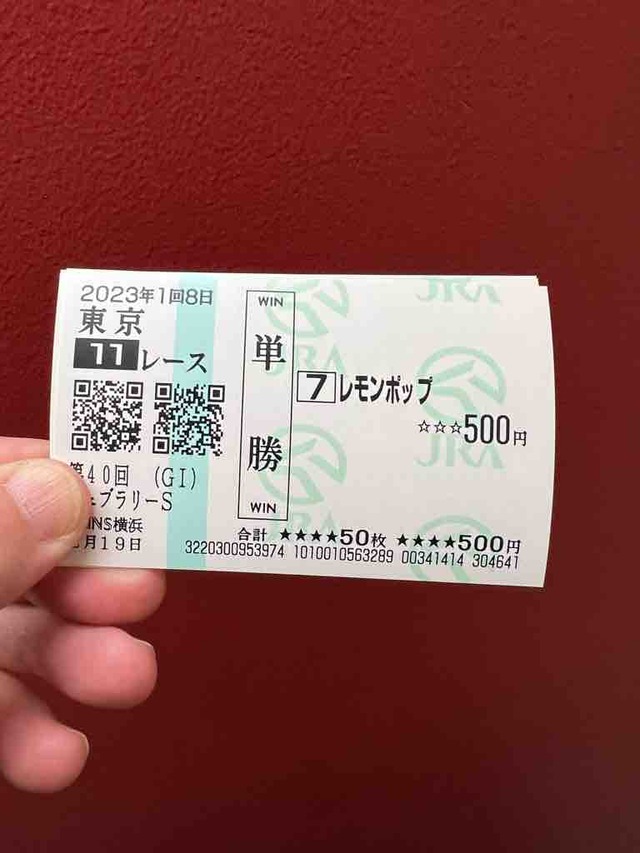 2023年1回8日
東京
11レース
40回 (GI)
ブラリーS
INS横浜
月19日
WIN
単勝
WIN
7 レモンポップ
☆☆☆500円
合計 ★★★★50枚 ★★★★500円
3220300953974 1010010563289 00341414 304641
JRA
JRA
JRA